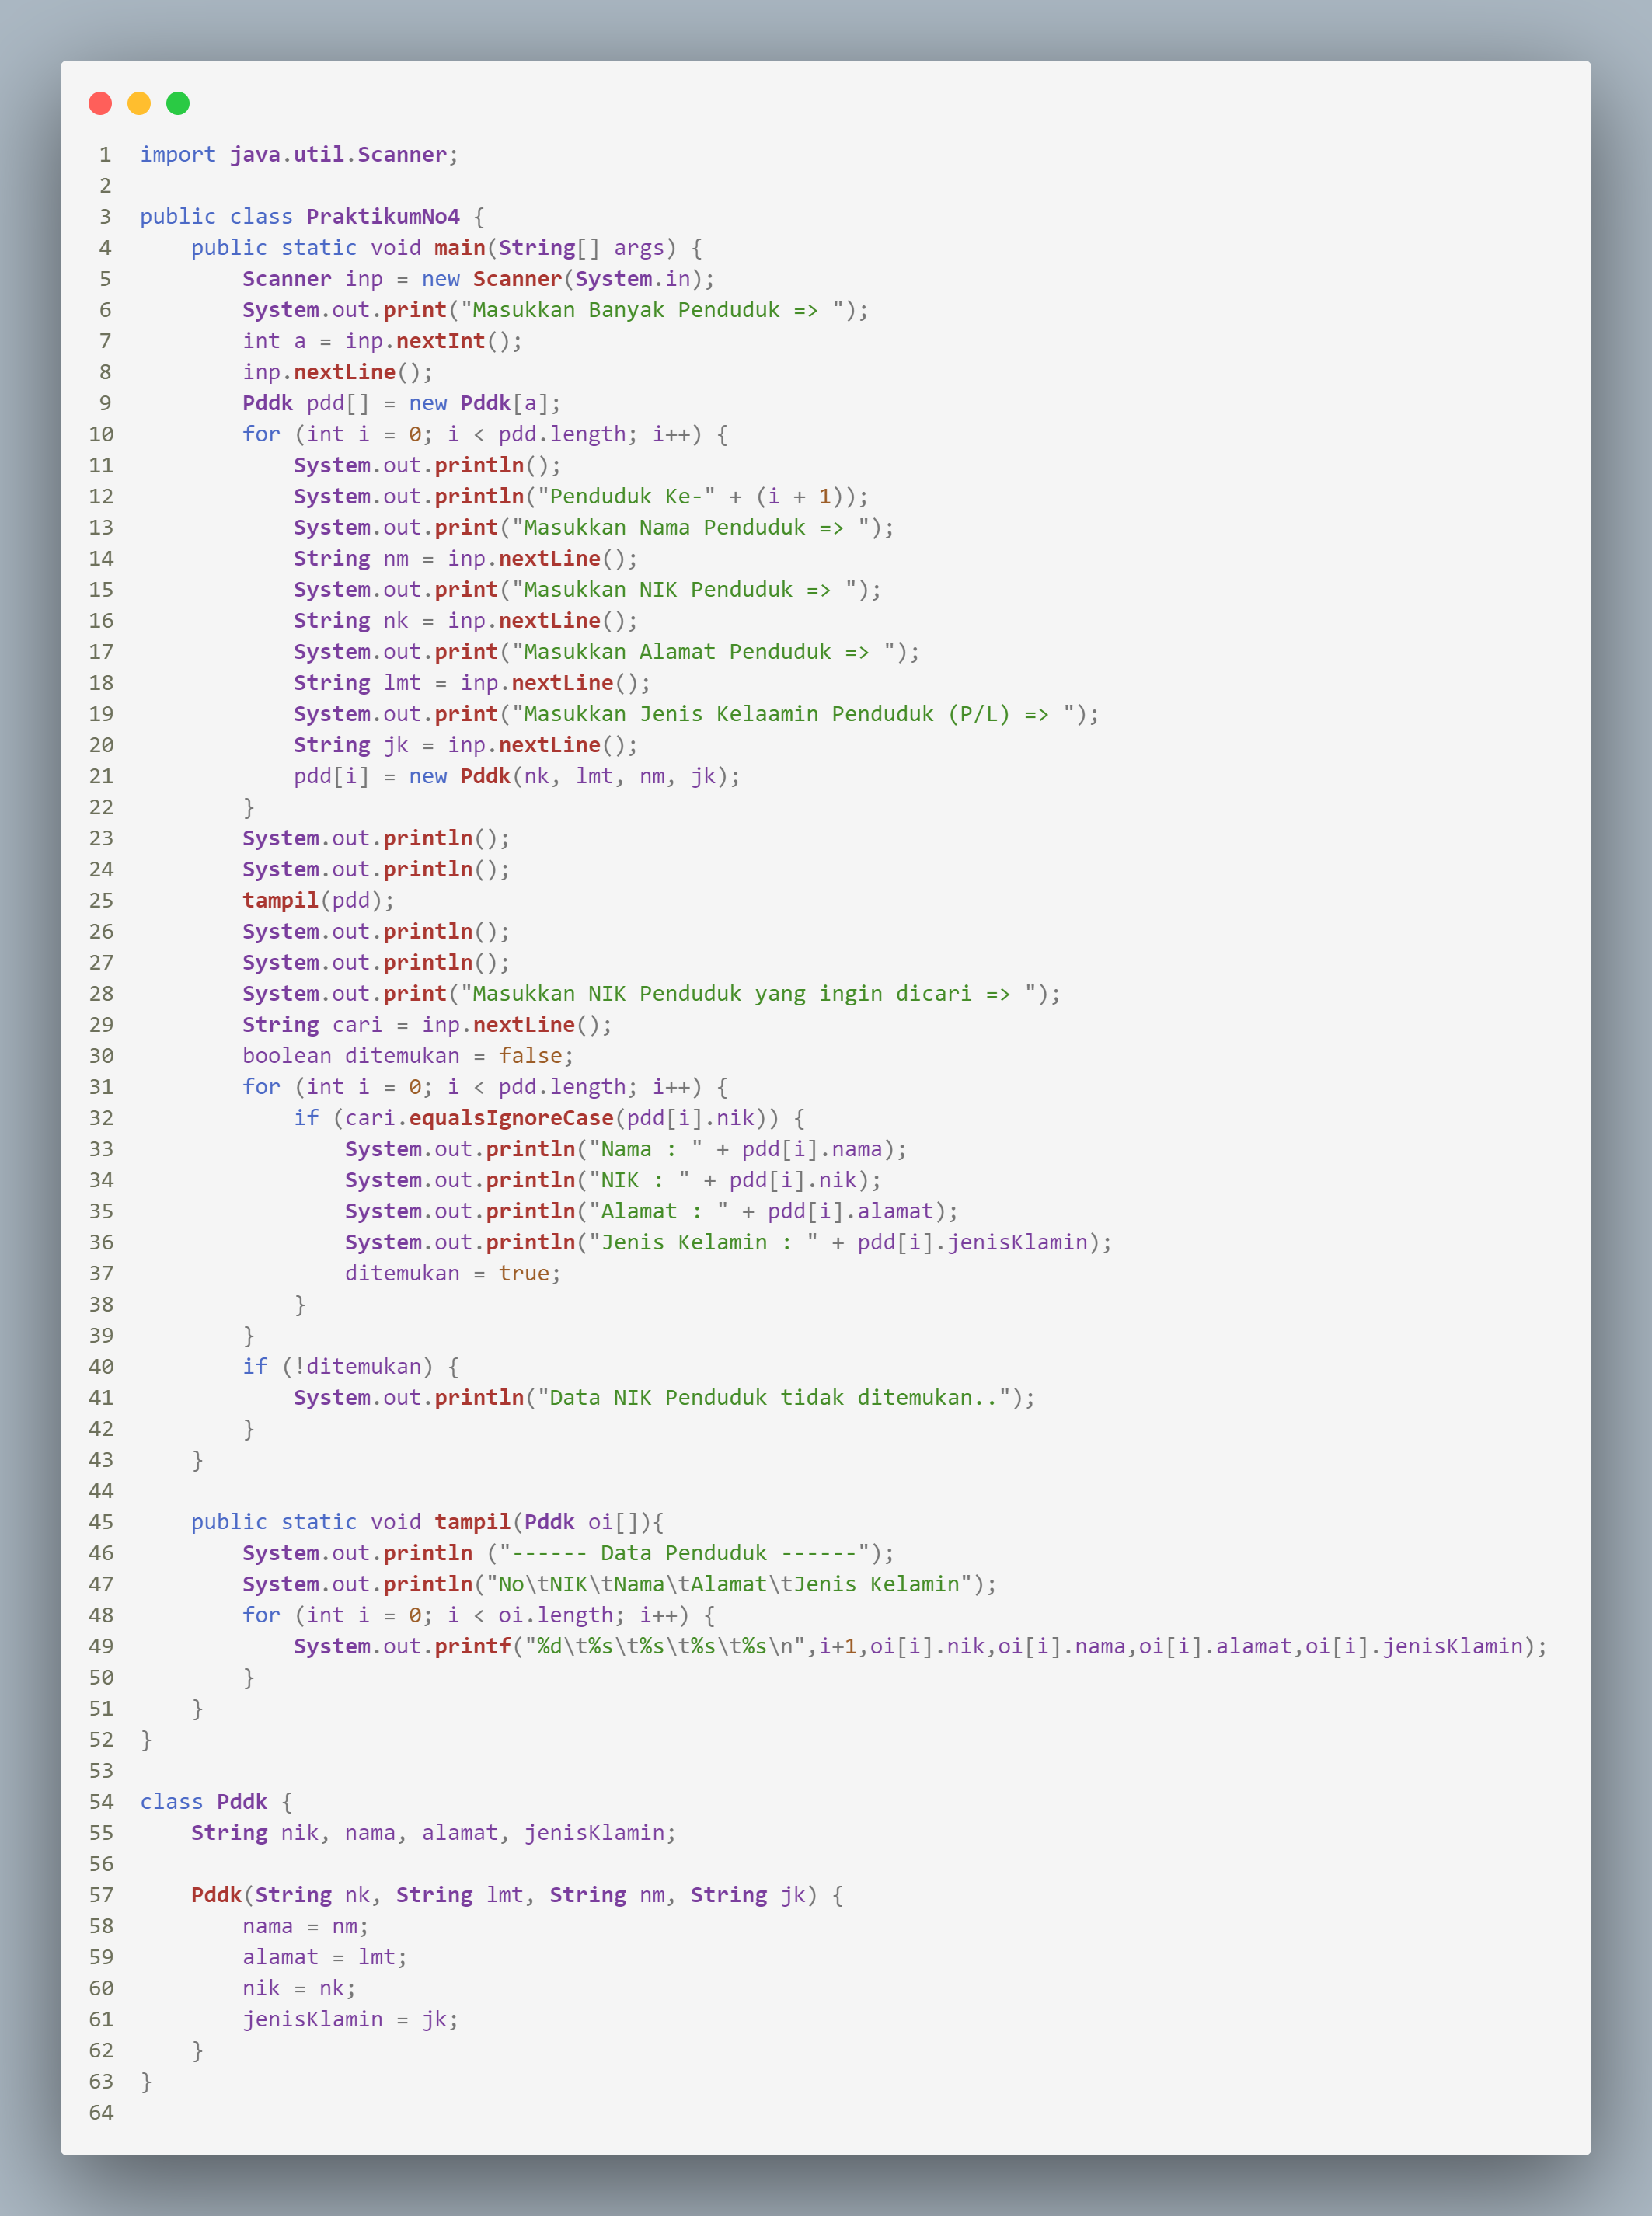 1 import java.util.Scanner;
2
3 public class PraktikumNo4 {
4     public static void main(String[] args) {
5         Scanner inp = new Scanner(System.in);
6         System.out.print("Masukkan Banyak Penduduk => ");
7         int a = inp.nextInt();
8         inp.nextLine();
9         Pddk pdd[] = new Pddk[a];
10         for (int i = 0; i < pdd.length; i++) {
11             System.out.println();
12             System.out.println("Penduduk Ke-" + (i + 1));
13             System.out.print("Masukkan Nama Penduduk => ");
14             String nm = inp.nextLine();
15             System.out.print("Masukkan NIK Penduduk => ");
16             String nk = inp.nextLine();
17             System.out.print("Masukkan Alamat Penduduk => ");
18             String lmt = inp.nextLine();
19             System.out.print("Masukkan Jenis Kelaamin Penduduk (P/L) => ");
20             String jk = inp.nextLine();
21             pdd[i] = new Pddk(nk, lmt, nm, jk);
22         }
23         System.out.println();
24         System.out.println();
25         tampil(pdd);
26         System.out.println();
27         System.out.println();
28         System.out.print("Masukkan NIK Penduduk yang ingin dicari => ");
29         String cari = inp.nextLine();
30         boolean ditemukan = false;
31         for (int i = 0; i < pdd.length; i++) {
32             if (cari.equalsIgnoreCase(pdd[i].nik)) {
33                 System.out.println("Nama : " + pdd[i].nama);
34                 System.out.println("NIK : " + pdd[i].nik);
35                 System.out.println("Alamat : " + pdd[i].alamat);
36                 System.out.println("Jenis Kelamin : " + pdd[i].jenisKlamin);
37                 ditemukan = true;
38             }
39         }
40         if (!ditemukan) {
41             System.out.println("Data NIK Penduduk tidak ditemukan..");
42         }
43     }
44
45     public static void tampil(Pddk oi[]){
46         System.out.println ("------ Data Penduduk ------");
47         System.out.println("No\tNIK\tNama\tAlamat\tJenis Kelamin");
48         for (int i = 0; i < oi.length; i++) {
49             System.out.printf("%d\t%s\t%s\t%s\t%s\n",i+1,oi[i].nik,oi[i].nama,oi[i].alamat,oi[i].jenisKlamin);
50         }
51     }
52 }
53
54 class Pddk {
55     String nik, nama, alamat, jenisKlamin;
56
57     Pddk(String nk, String lmt, String nm, String jk) {
58         nama = nm;
59         alamat = lmt;
60         nik = nk;
61         jenisKlamin = jk;
62     }
63 }
64